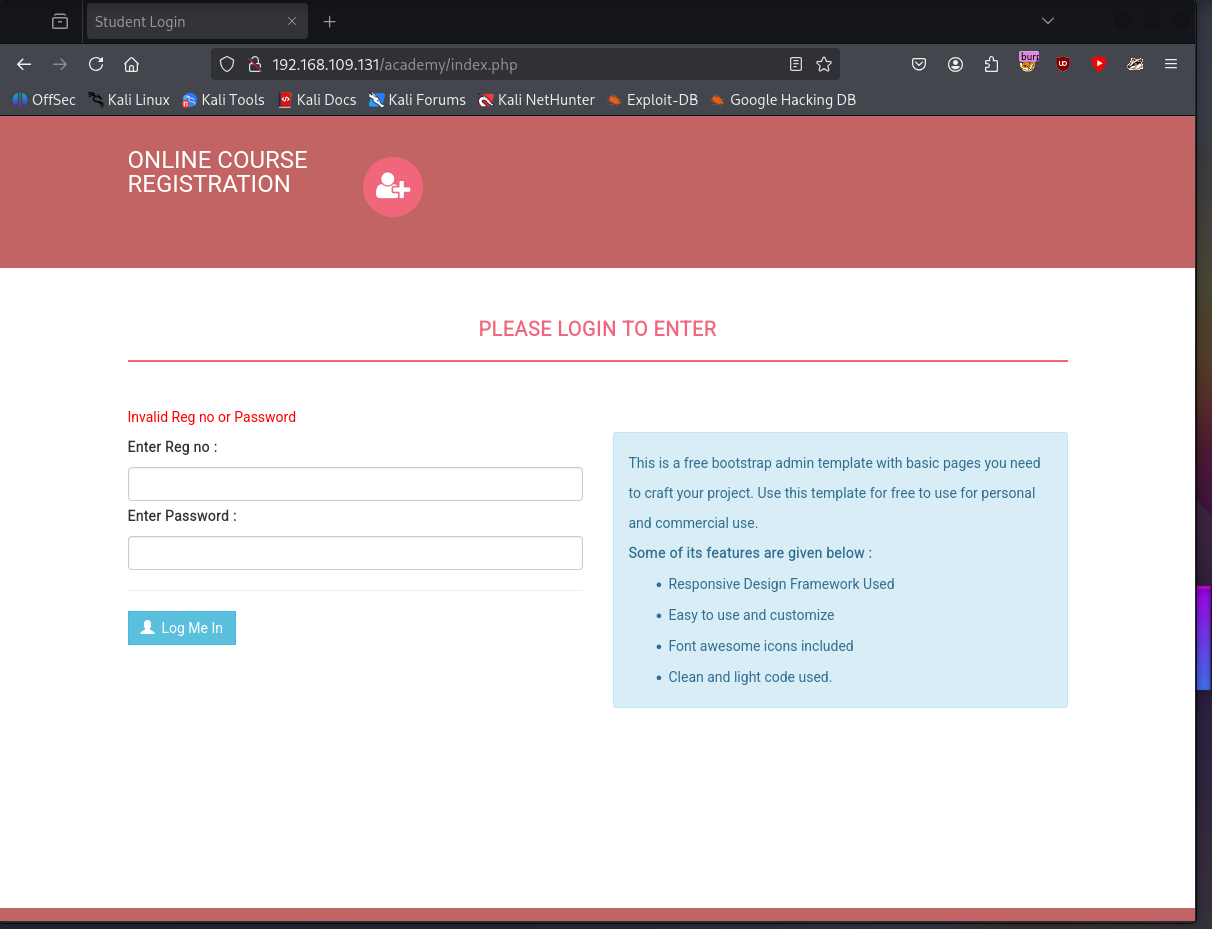 Student Login
192.168.109.131/academy/index.php
OffSec Kali Linux Kali Tools Kali Docs Kali Forums Kali NetHunter Exploit-DB Google Hacking DB
ONLINE COURSE
REGISTRATION
PLEASE LOGIN TO ENTER
Invalid Reg no or Password
Enter Reg no :
Enter Password :
Log Me In
This is a free bootstrap admin template with basic pages you need
to craft your project. Use this template for free to use for personal
and commercial use.
Some of its features are given below :
• Responsive Design Framework Used
• Easy to use and customize
• Font awesome icons included
• Clean and light code used.